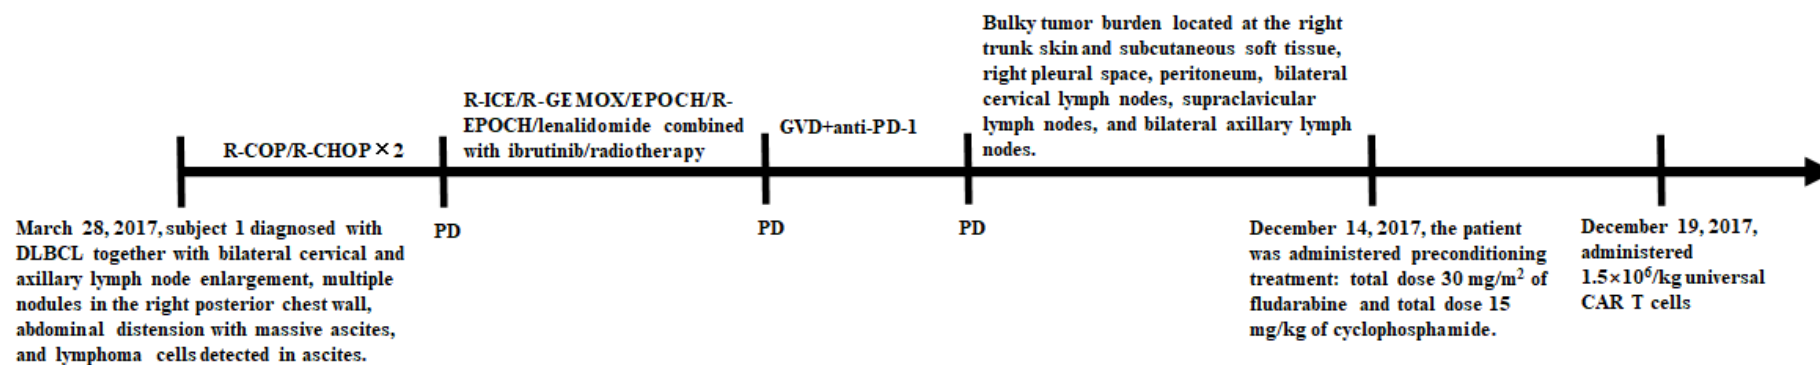 R-COP/R-CHOP×2
R-ICE/R-GEMOX/EPOCH/R-
EPOCH/lenalidomide combined
with ibrutinib/radiotherapy
GVD+anti-PD-1
Bulky tumor burden located at the right
trunk skin and subcutaneous soft tissue,
right pleural space, peritoneum, bilateral
cervical lymph nodes, supraclavicular
lymph nodes, and bilateral axillary lymph
nodes.
March 28, 2017, subject 1 diagnosed with
DLBCL together with bilateral cervical and
axillary lymph node enlargement, multiple
nodules in the right posterior chest wall,
abdominal distension with massive ascites,
and lymphoma cells detected in ascites.
PD
PD
PD
December 14, 2017, the patient
was administered preconditioning
treatment: total dose 30 mg/m² of
fludarabine and total dose 15
mg/kg of cyclophosphamide.
December 19, 2017,
administered
1.5×10⁶/kg universal
CAR T cells